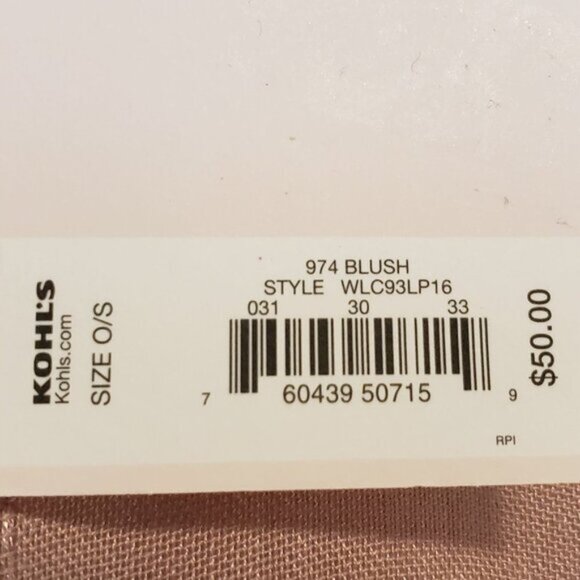 KOHL'S
Kohls.com
SIZE O/S
974 BLUSH
STYLE WLC93LP16
031 30 33
7 60439 50715 9
$50.00
RPI